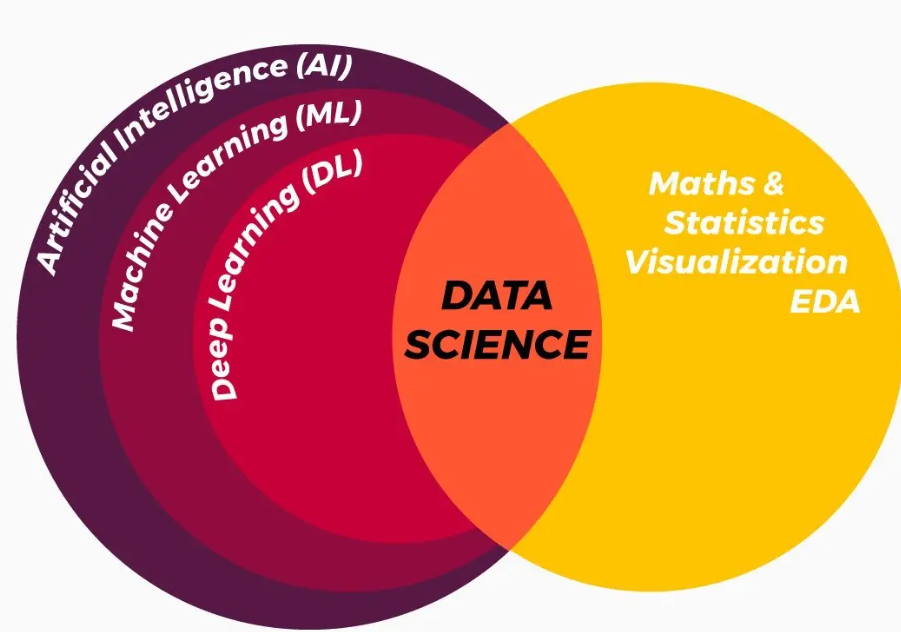 Artificial Intelligence (AI)
Machine Learning (ML)
Deep Learning (DL)
DATA
SCIENCE
Maths &
Statistics
Visualization
EDA